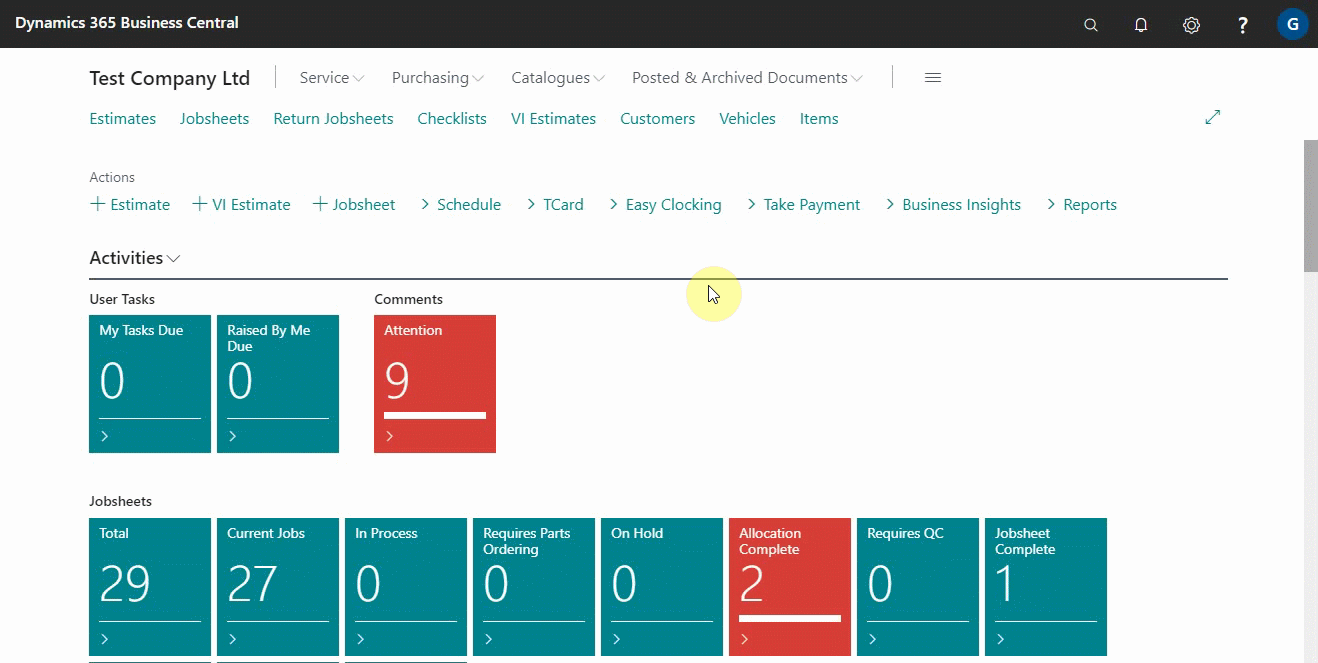 Dynamics 365 Business Central
? G
Test Company Ltd Service Purchasing Catalogues Posted & Archived Documents
Estimates Jobsheets Return Jobsheets Checklists VI Estimates Customers Vehicles Items
Actions
+ Estimate + VI Estimate + Jobsheet > Schedule > TCard > Easy Clocking > Take Payment > Business Insights > Reports
Activities
User Tasks Comments
My Tasks Due Raised By Me Attention
Due
0 0 9
Jobsheets
Total Current Jobs In Process Requires Parts On Hold Allocation Requires QC Jobsheet
Ordering Complete Complete
29 27 0 0 0 2 0 1